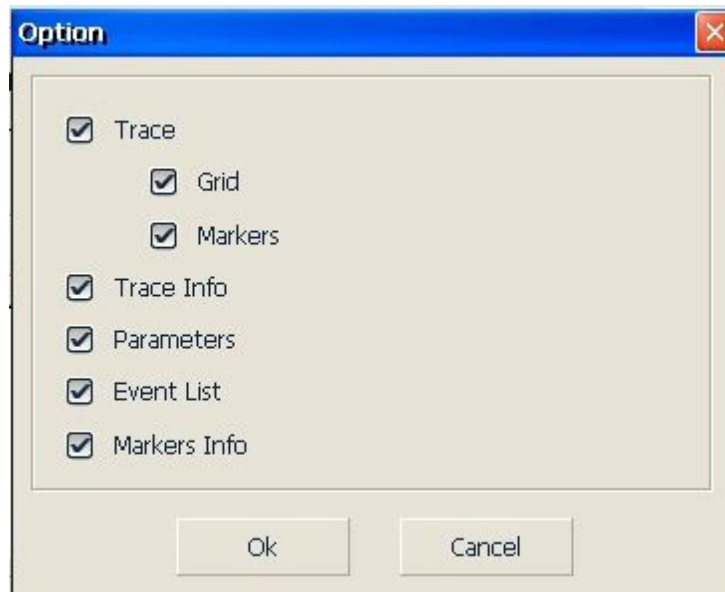 Option
Trace
Grid
Markers
Trace Info
Parameters
Event List
Markers Info
Ok
Cancel